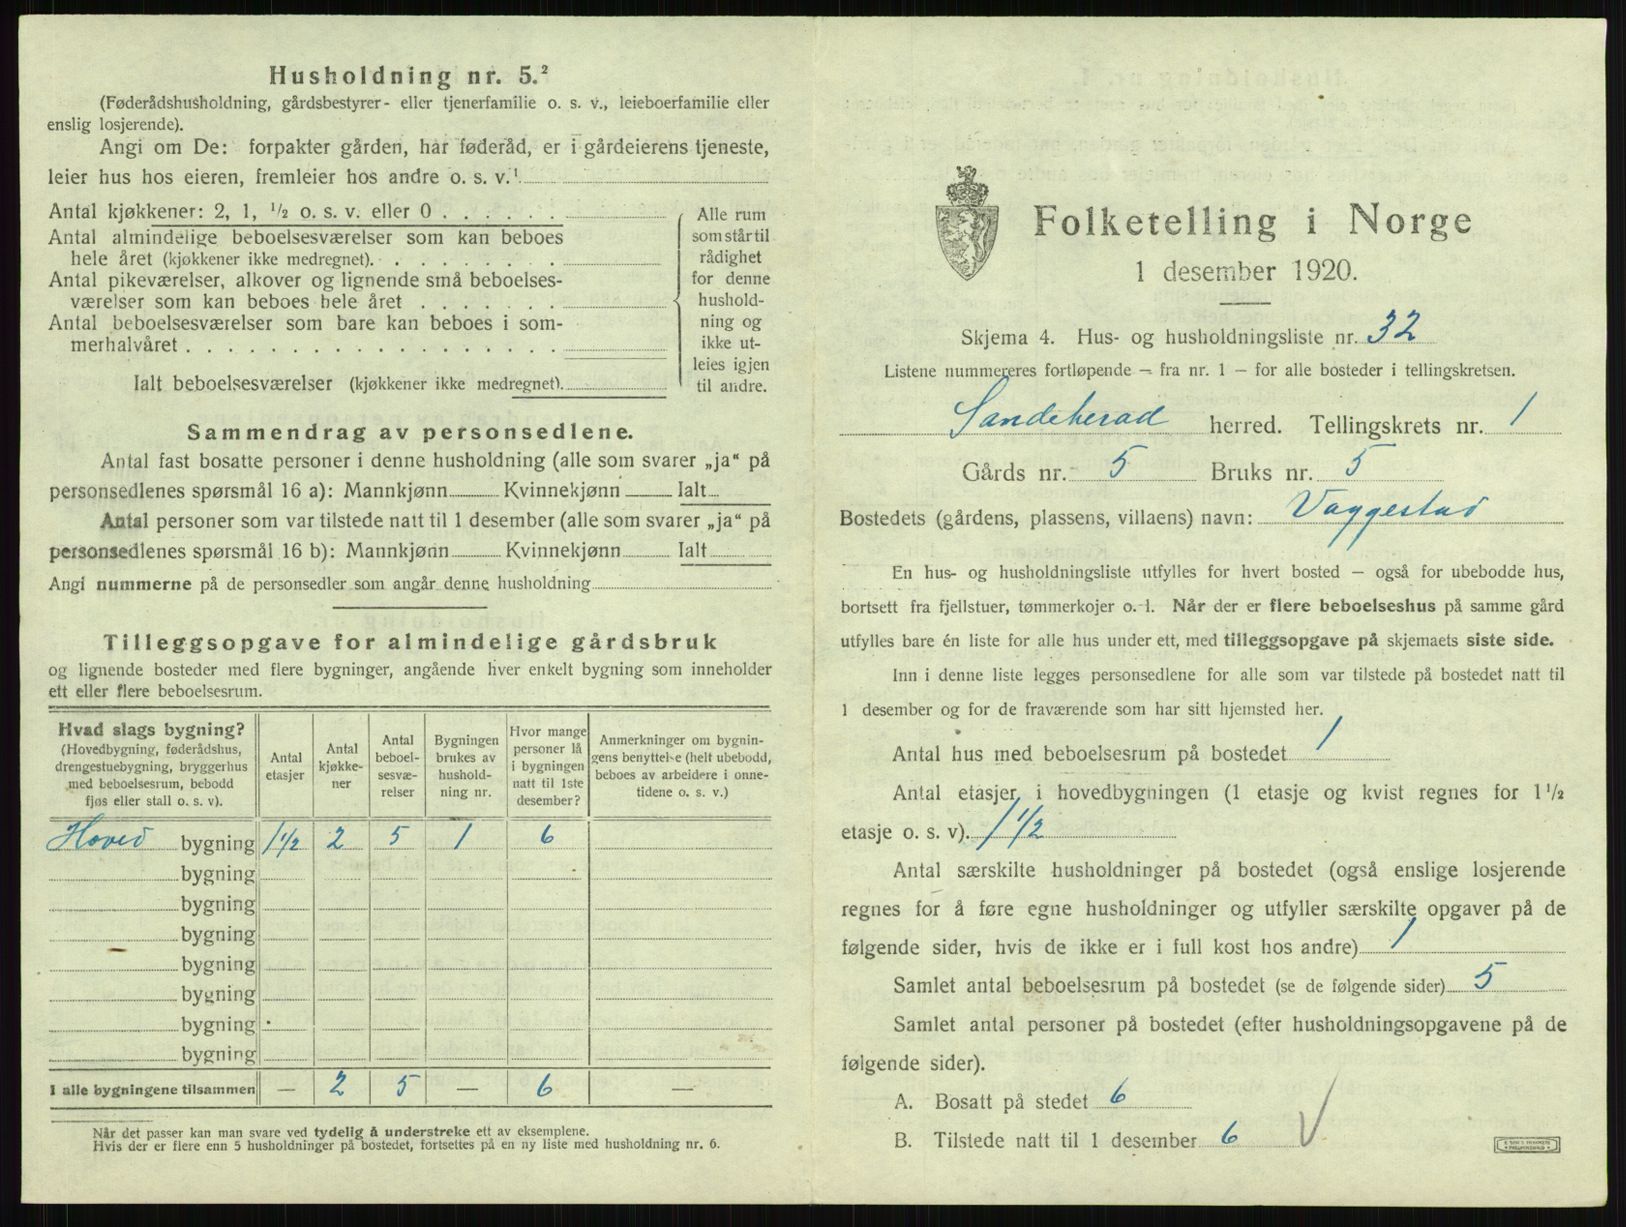 Husholdning nr. 5.²
(Føderådshusholdning, gårdsbestyrer- eller tjenerfamilie o. s. v., leieboerfamilie eller
enslig losjerende).
Angi om De: forpakter gården, har føderåd, er i gårdeierens tjeneste,
leier hus hos eieren, fremleier hos andre o. s. v.¹
Antal kjøkkener: 2, 1, ½ o. s. v. eller 0 . . . . . .
Antal almindelige beboelsesværelser som kan beboes
hele året (kjøkkener ikke medregnet). . . . . . . . .
Antal pikeværelser, alkover og lignende små beboelses-
værelser som kan beboes hele året . . . . . . .
Antal beboelsesværelser som bare kan beboes i som-
merhalvåret . . . . . . . . . . . . . . . . . .
Ialt beboelsesværelser (kjøkkener ikke medregnet).
Alle rum
som står til
rådighet
for denne
hushold-
ning og
ikke ut-
leies igjen
til andre.
Sammendrag av personsedlene.
Antal fast bosatte personer i denne husholdning (alle som svarer „ja“ på
personsedlenes spørsmål 16 a): Mannkjønn Kvinnekjønn Ialt
Antal personer som var tilstede natt til 1 desember (alle som svarer „ja“ på
personsedlenes spørsmål 16 b): Mannkjønn Kvinnekjønn Ialt
Angi nummerne på de personsedler som angår denne husholdning
Tilleggsopgave for almindelige gårdsbruk
og lignende bosteder med flere bygninger, angående hver enkelt bygning som inneholder
ett eller flere beboelsesrum.
Hvad slags bygning?
(Hovedbygning, føderådshus,
drengestuebygning, bryggerhus
med beboelsesrum, bebodd
fjøs eller stall o. s. v).
Antal
etasjer
Antal
kjøkke-
ner
Antal
beboel-
sesvæ-
relser
Bygningen
brukes av
hushold-
ning nr.
Hvor mange
personer lå
i bygningen
natt til 1ste
desember?
Anmerkninger om bygnin-
gens benyttelse (helt ubebodd,
beboes av arbeidere i onne-
tidene o. s. v.)
Hoved bygning 1½ 2 5 1 6
bygning
bygning
bygning
bygning
bygning
bygning
bygning
I alle bygningene tilsammen — 2 5 — 6 —
Når det passer kan man svare ved tydelig å understreke ett av eksemplene.
Hvis der er flere enn 5 husholdninger på bostedet, fortsettes på en ny liste med husholdning nr. 6.
Folketelling i Norge
1 desember 1920.
Skjema 4. Hus- og husholdningsliste nr. 32
Listene nummereres fortløpende — fra nr. 1 — for alle bosteder i tellingskretsen.
Sandeherad herred. Tellingskrets nr. 1
Gårds nr. 5 Bruks nr. 5
Bostedets (gårdens, plassens, villaens) navn: Vaggestad
En hus- og husholdningsliste utfylles for hvert bosted — også for ubebodde hus,
bortsett fra fjellstuer, tømmerkojer o. l. Når der er flere beboelseshus på samme gård
utfylles bare én liste for alle hus under ett, med tilleggsopgave på skjemaets siste side.
Inn i denne liste legges personsedlene for alle som var tilstede på bostedet natt til
1 desember og for de fraværende som har sitt hjemsted her.
Antal hus med beboelsesrum på bostedet 1
Antal etasjer i hovedbygningen (1 etasje og kvist regnes for 1½
etasje o. s. v). 1½
Antal særskilte husholdninger på bostedet (også enslige losjerende
regnes for å føre egne husholdninger og utfyller særskilte opgaver på de
følgende sider, hvis de ikke er i full kost hos andre) 1
Samlet antal beboelsesrum på bostedet (se de følgende sider) 5
Samlet antal personer på bostedet (efter husholdningsopgavene på de
følgende sider).
A. Bosatt på stedet 6
B. Tilstede natt til 1 desember 6 V